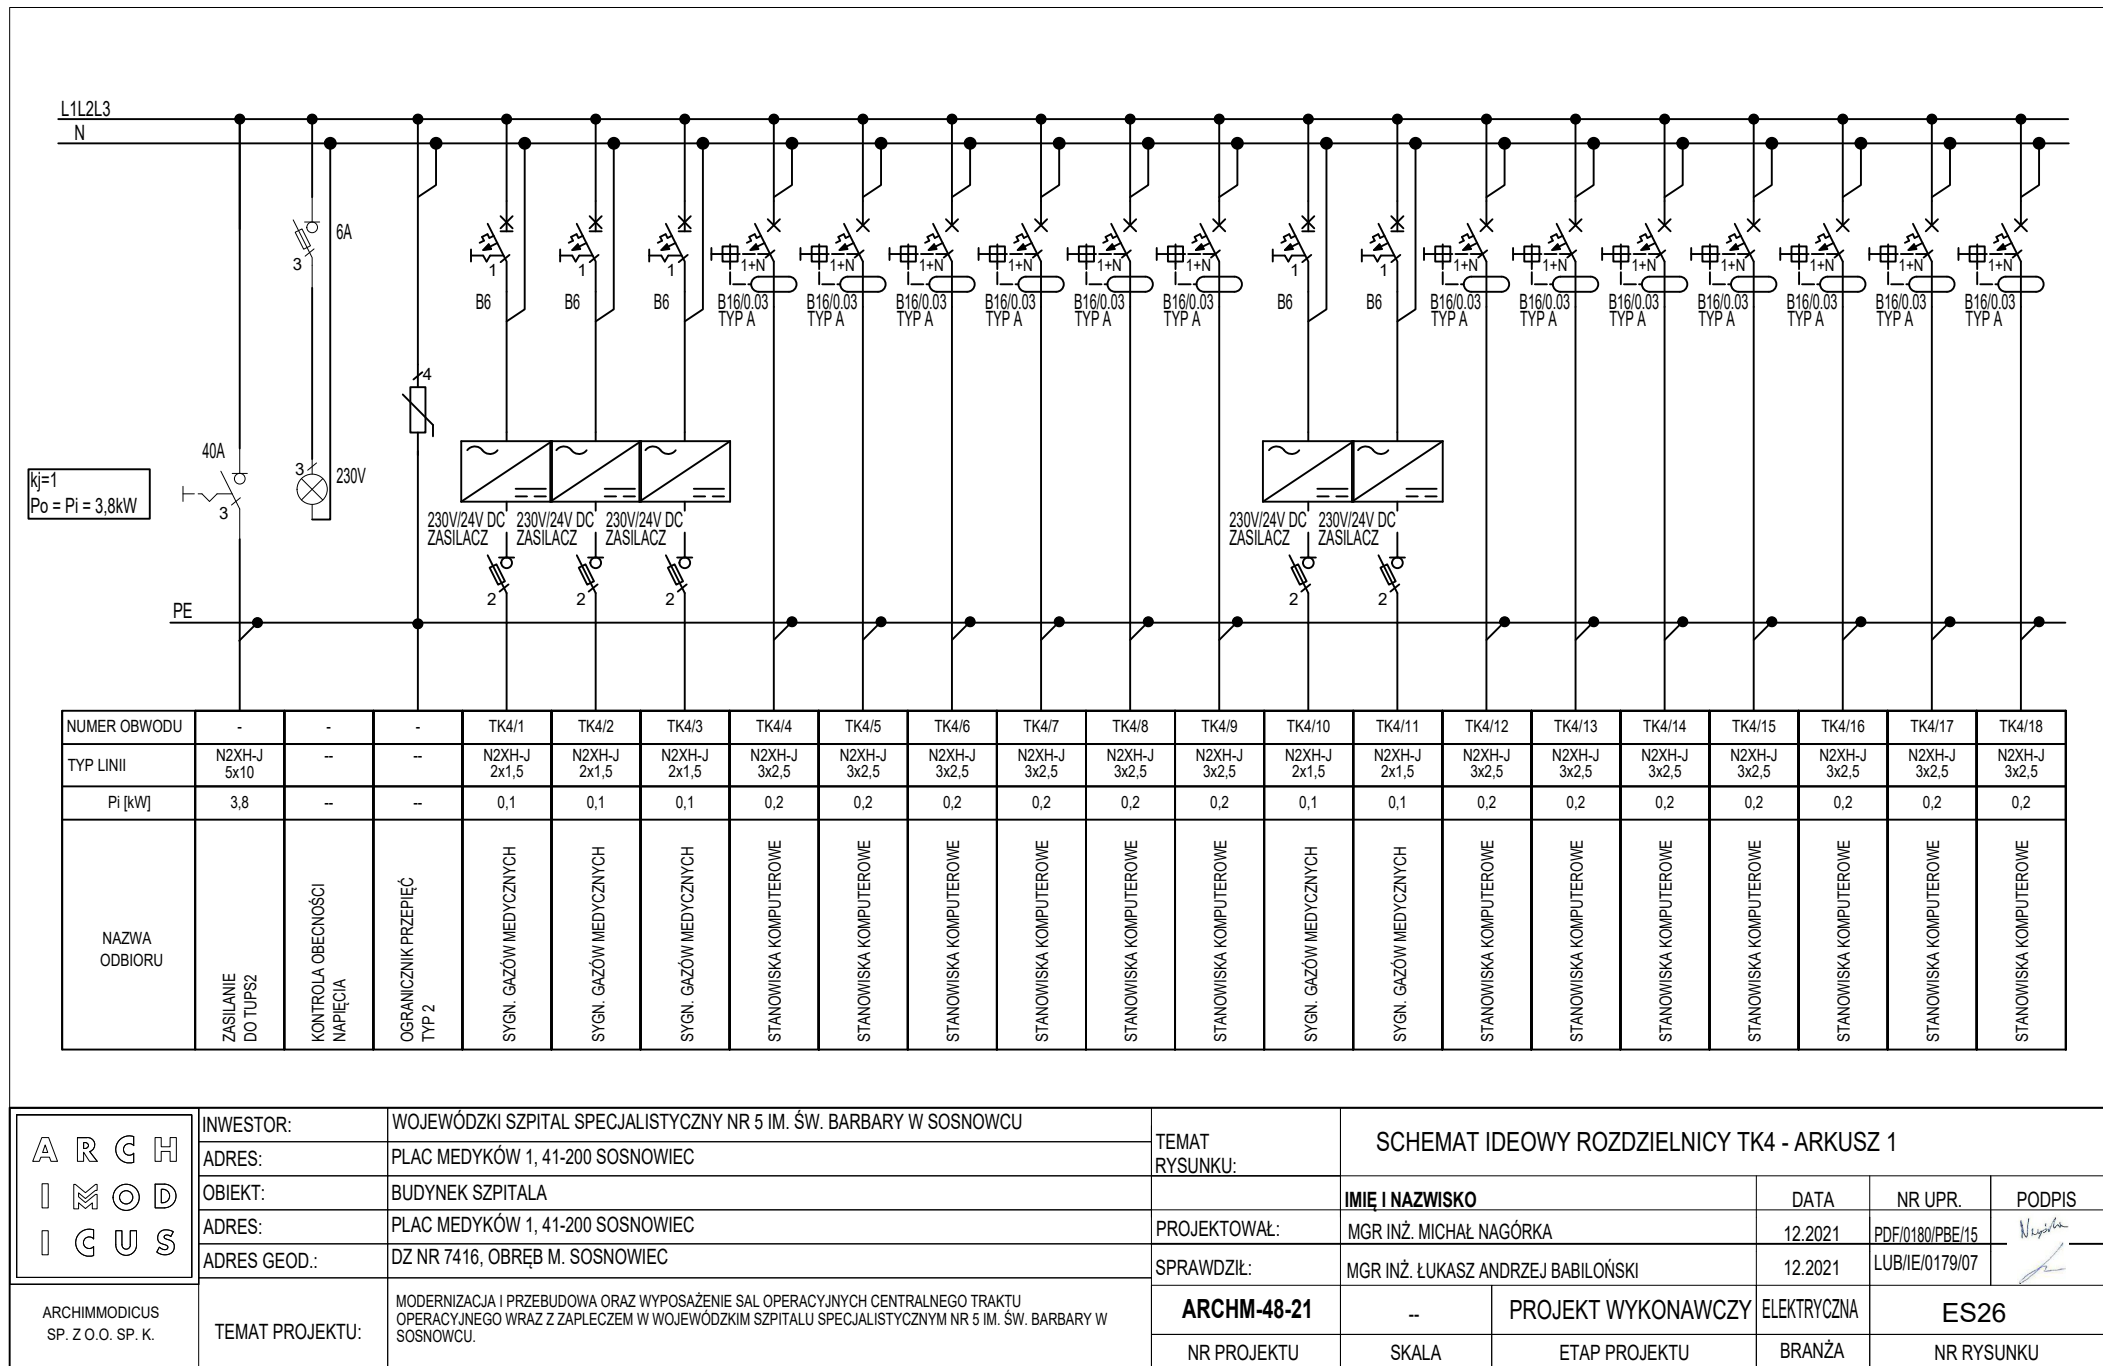 L1L2L3
N
6A
3
4
1
1
1
1+N
1+N
1+N
1+N
1+N
1+N
1
1
1+N
1+N
1+N
1+N
1+N
1+N
1+N
B6
B6
B6
B16/0.03
TYP A
B16/0.03
TYP A
B16/0.03
TYP A
B16/0.03
TYP A
B16/0.03
TYP A
B16/0.03
TYP A
B6
B6
B16/0.03
TYP A
B16/0.03
TYP A
B16/0.03
TYP A
B16/0.03
TYP A
B16/0.03
TYP A
B16/0.03
TYP A
B16/0.03
TYP A
40A
3
3
230V
kj=1
Po = Pi = 3,8kW
230V/24V DC
ZASILACZ
230V/24V DC
ZASILACZ
230V/24V DC
ZASILACZ
230V/24V DC
ZASILACZ
230V/24V DC
ZASILACZ
2
2
2
2
2
PE
NUMER OBWODU - - - TK4/1 TK4/2 TK4/3 TK4/4 TK4/5 TK4/6 TK4/7 TK4/8 TK4/9 TK4/10 TK4/11 TK4/12 TK4/13 TK4/14 TK4/15 TK4/16 TK4/17 TK4/18
TYP LINII
N2XH-J -- -- N2XH-J N2XH-J N2XH-J N2XH-J N2XH-J N2XH-J N2XH-J N2XH-J N2XH-J N2XH-J N2XH-J N2XH-J N2XH-J N2XH-J N2XH-J N2XH-J N2XH-J N2XH-J
5x10 2x1,5 2x1,5 2x1,5 3x2,5 3x2,5 3x2,5 3x2,5 3x2,5 3x2,5 2x1,5 2x1,5 3x2,5 3x2,5 3x2,5 3x2,5 3x2,5 3x2,5 3x2,5
Pi [kW] 3,8 -- -- 0,1 0,1 0,1 0,2 0,2 0,2 0,2 0,2 0,2 0,1 0,1 0,2 0,2 0,2 0,2 0,2 0,2 0,2
NAZWA
ODBIORU
ZASILANIE
DO TUPS2
KONTROLA OBECNOŚCI
NAPIĘCIA
OGRANICZNIK PRZEPIĘĆ
TYP 2
SYGN. GAZÓW MEDYCZNYCH
SYGN. GAZÓW MEDYCZNYCH
SYGN. GAZÓW MEDYCZNYCH
STANOWISKA KOMPUTEROWE
STANOWISKA KOMPUTEROWE
STANOWISKA KOMPUTEROWE
STANOWISKA KOMPUTEROWE
STANOWISKA KOMPUTEROWE
STANOWISKA KOMPUTEROWE
SYGN. GAZÓW MEDYCZNYCH
SYGN. GAZÓW MEDYCZNYCH
STANOWISKA KOMPUTEROWE
STANOWISKA KOMPUTEROWE
STANOWISKA KOMPUTEROWE
STANOWISKA KOMPUTEROWE
STANOWISKA KOMPUTEROWE
STANOWISKA KOMPUTEROWE
STANOWISKA KOMPUTEROWE
ARCH
IMOD
ICUS
ARCHIMMODICUS
SP. Z O.O. SP. K.
INWESTOR: WOJEWÓDZKI SZPITAL SPECJALISTYCZNY NR 5 IM. ŚW. BARBARY W SOSNOWCU
ADRES: PLAC MEDYKÓW 1, 41-200 SOSNOWIEC
OBIEKT: BUDYNEK SZPITALA
ADRES: PLAC MEDYKÓW 1, 41-200 SOSNOWIEC
ADRES GEOD.: DZ NR 7416, OBRĘB M. SOSNOWIEC
TEMAT PROJEKTU:
MODERNIZACJA I PRZEBUDOWA ORAZ WYPOSAŻENIE SAL OPERACYJNYCH CENTRALNEGO TRAKTU
OPERACYJNEGO WRAZ Z ZAPLECZEM W WOJEWÓDZKIM SZPITALU SPECJALISTYCZNYM NR 5 IM. ŚW. BARBARY W
SOSNOWCU.
TEMAT
RYSUNKU:
SCHEMAT IDEOWY ROZDZIELNICY TK4 - ARKUSZ 1
IMIĘ I NAZWISKO DATA NR UPR. PODPIS
PROJEKTOWAŁ: MGR INŻ. MICHAŁ NAGÓRKA 12.2021 PDF/0180/PBE/15
SPRAWDZIŁ: MGR INŻ. ŁUKASZ ANDRZEJ BABILOŃSKI 12.2021 LUB/IE/0179/07
ARCHM-48-21 -- PROJEKT WYKONAWCZY ELEKTRYCZNA ES26
NR PROJEKTU SKALA ETAP PROJEKTU BRANŻA NR RYSUNKU